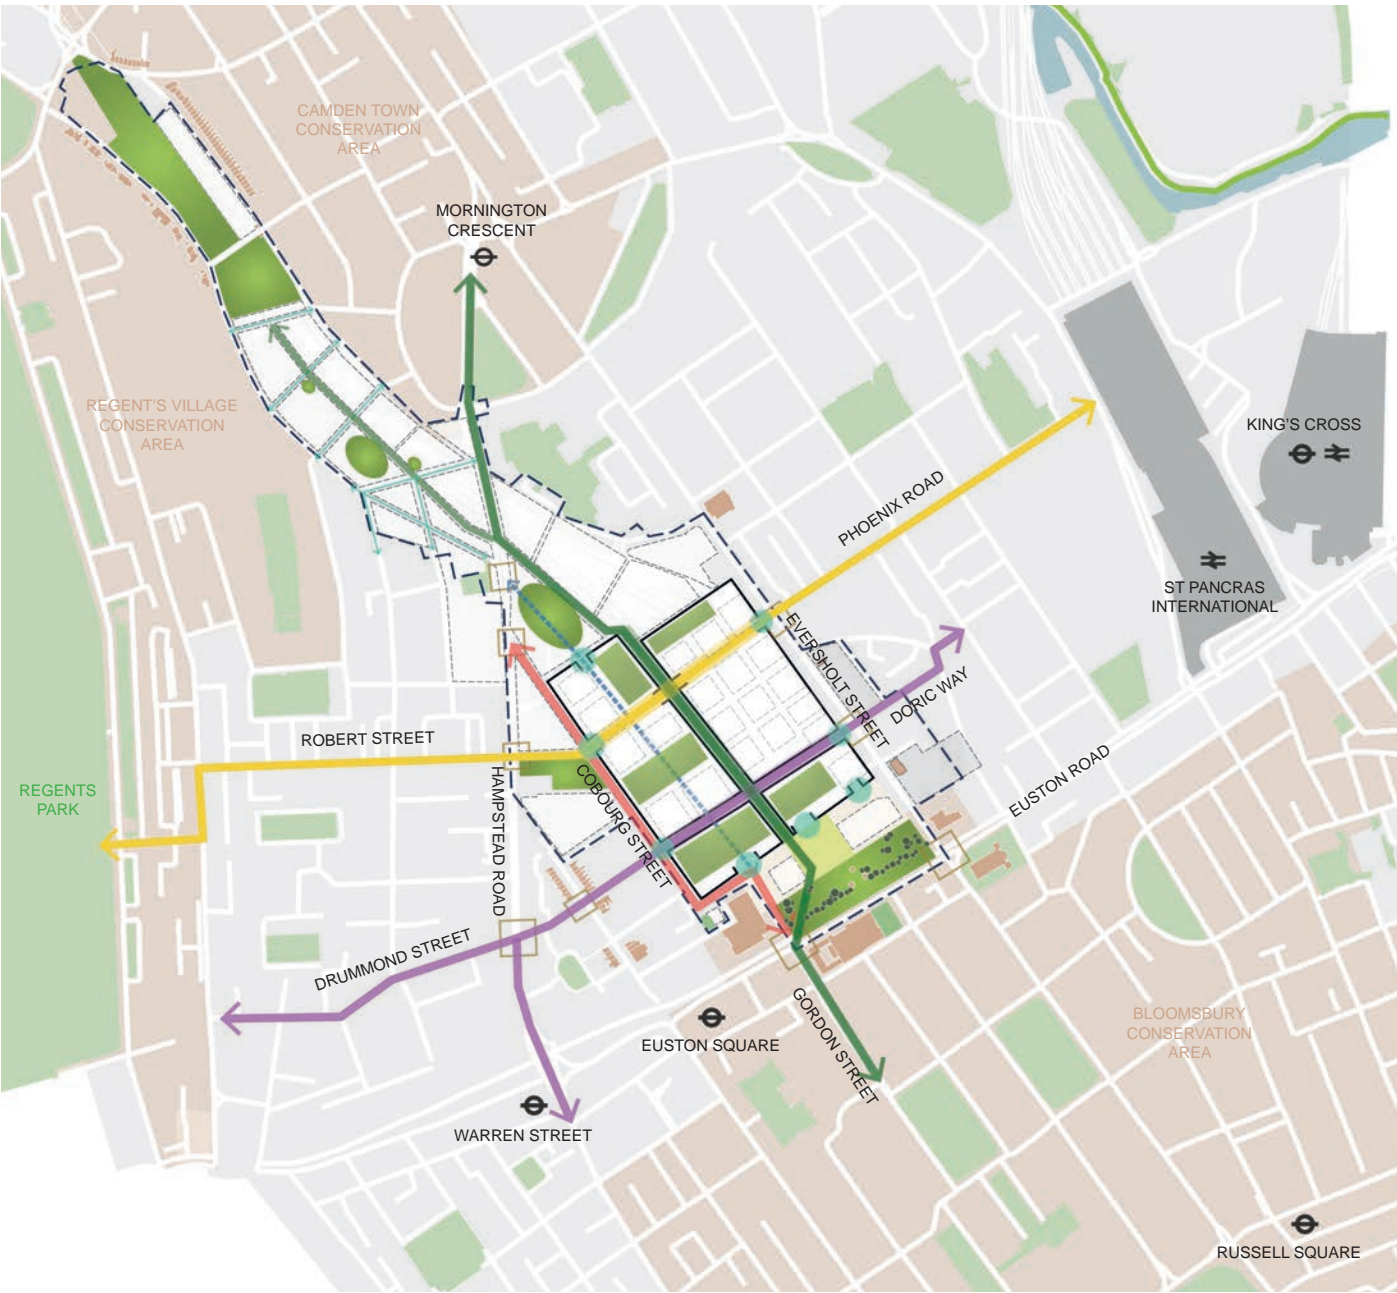 CAMDEN TOWN
CONSERVATION
AREA
MORNINGTON
CRESCENT
REGENT'S VILLAGE
CONSERVATION
AREA
KING'S CROSS
PHOENIX ROAD
ST PANCRAS
INTERNATIONAL
EVERSHOLT STREET
DORIC WAY
ROBERT STREET
REGENTS
PARK
HAMPSTEAD ROAD
COBOURG STREET
EUSTON ROAD
DRUMMOND STREET
GORDON STREET
EUSTON SQUARE
BLOOMSBURY
CONSERVATION
AREA
WARREN STREET
RUSSELL SQUARE